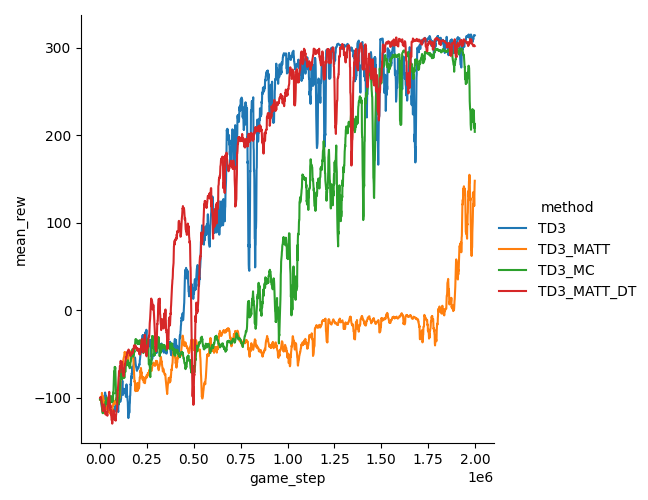 mean_rew
300
200
100
0
−100
0.00 0.25 0.50 0.75 1.00 1.25 1.50 1.75 2.00
1e6
game_step
method
TD3
TD3_MATT
TD3_MC
TD3_MATT_DT